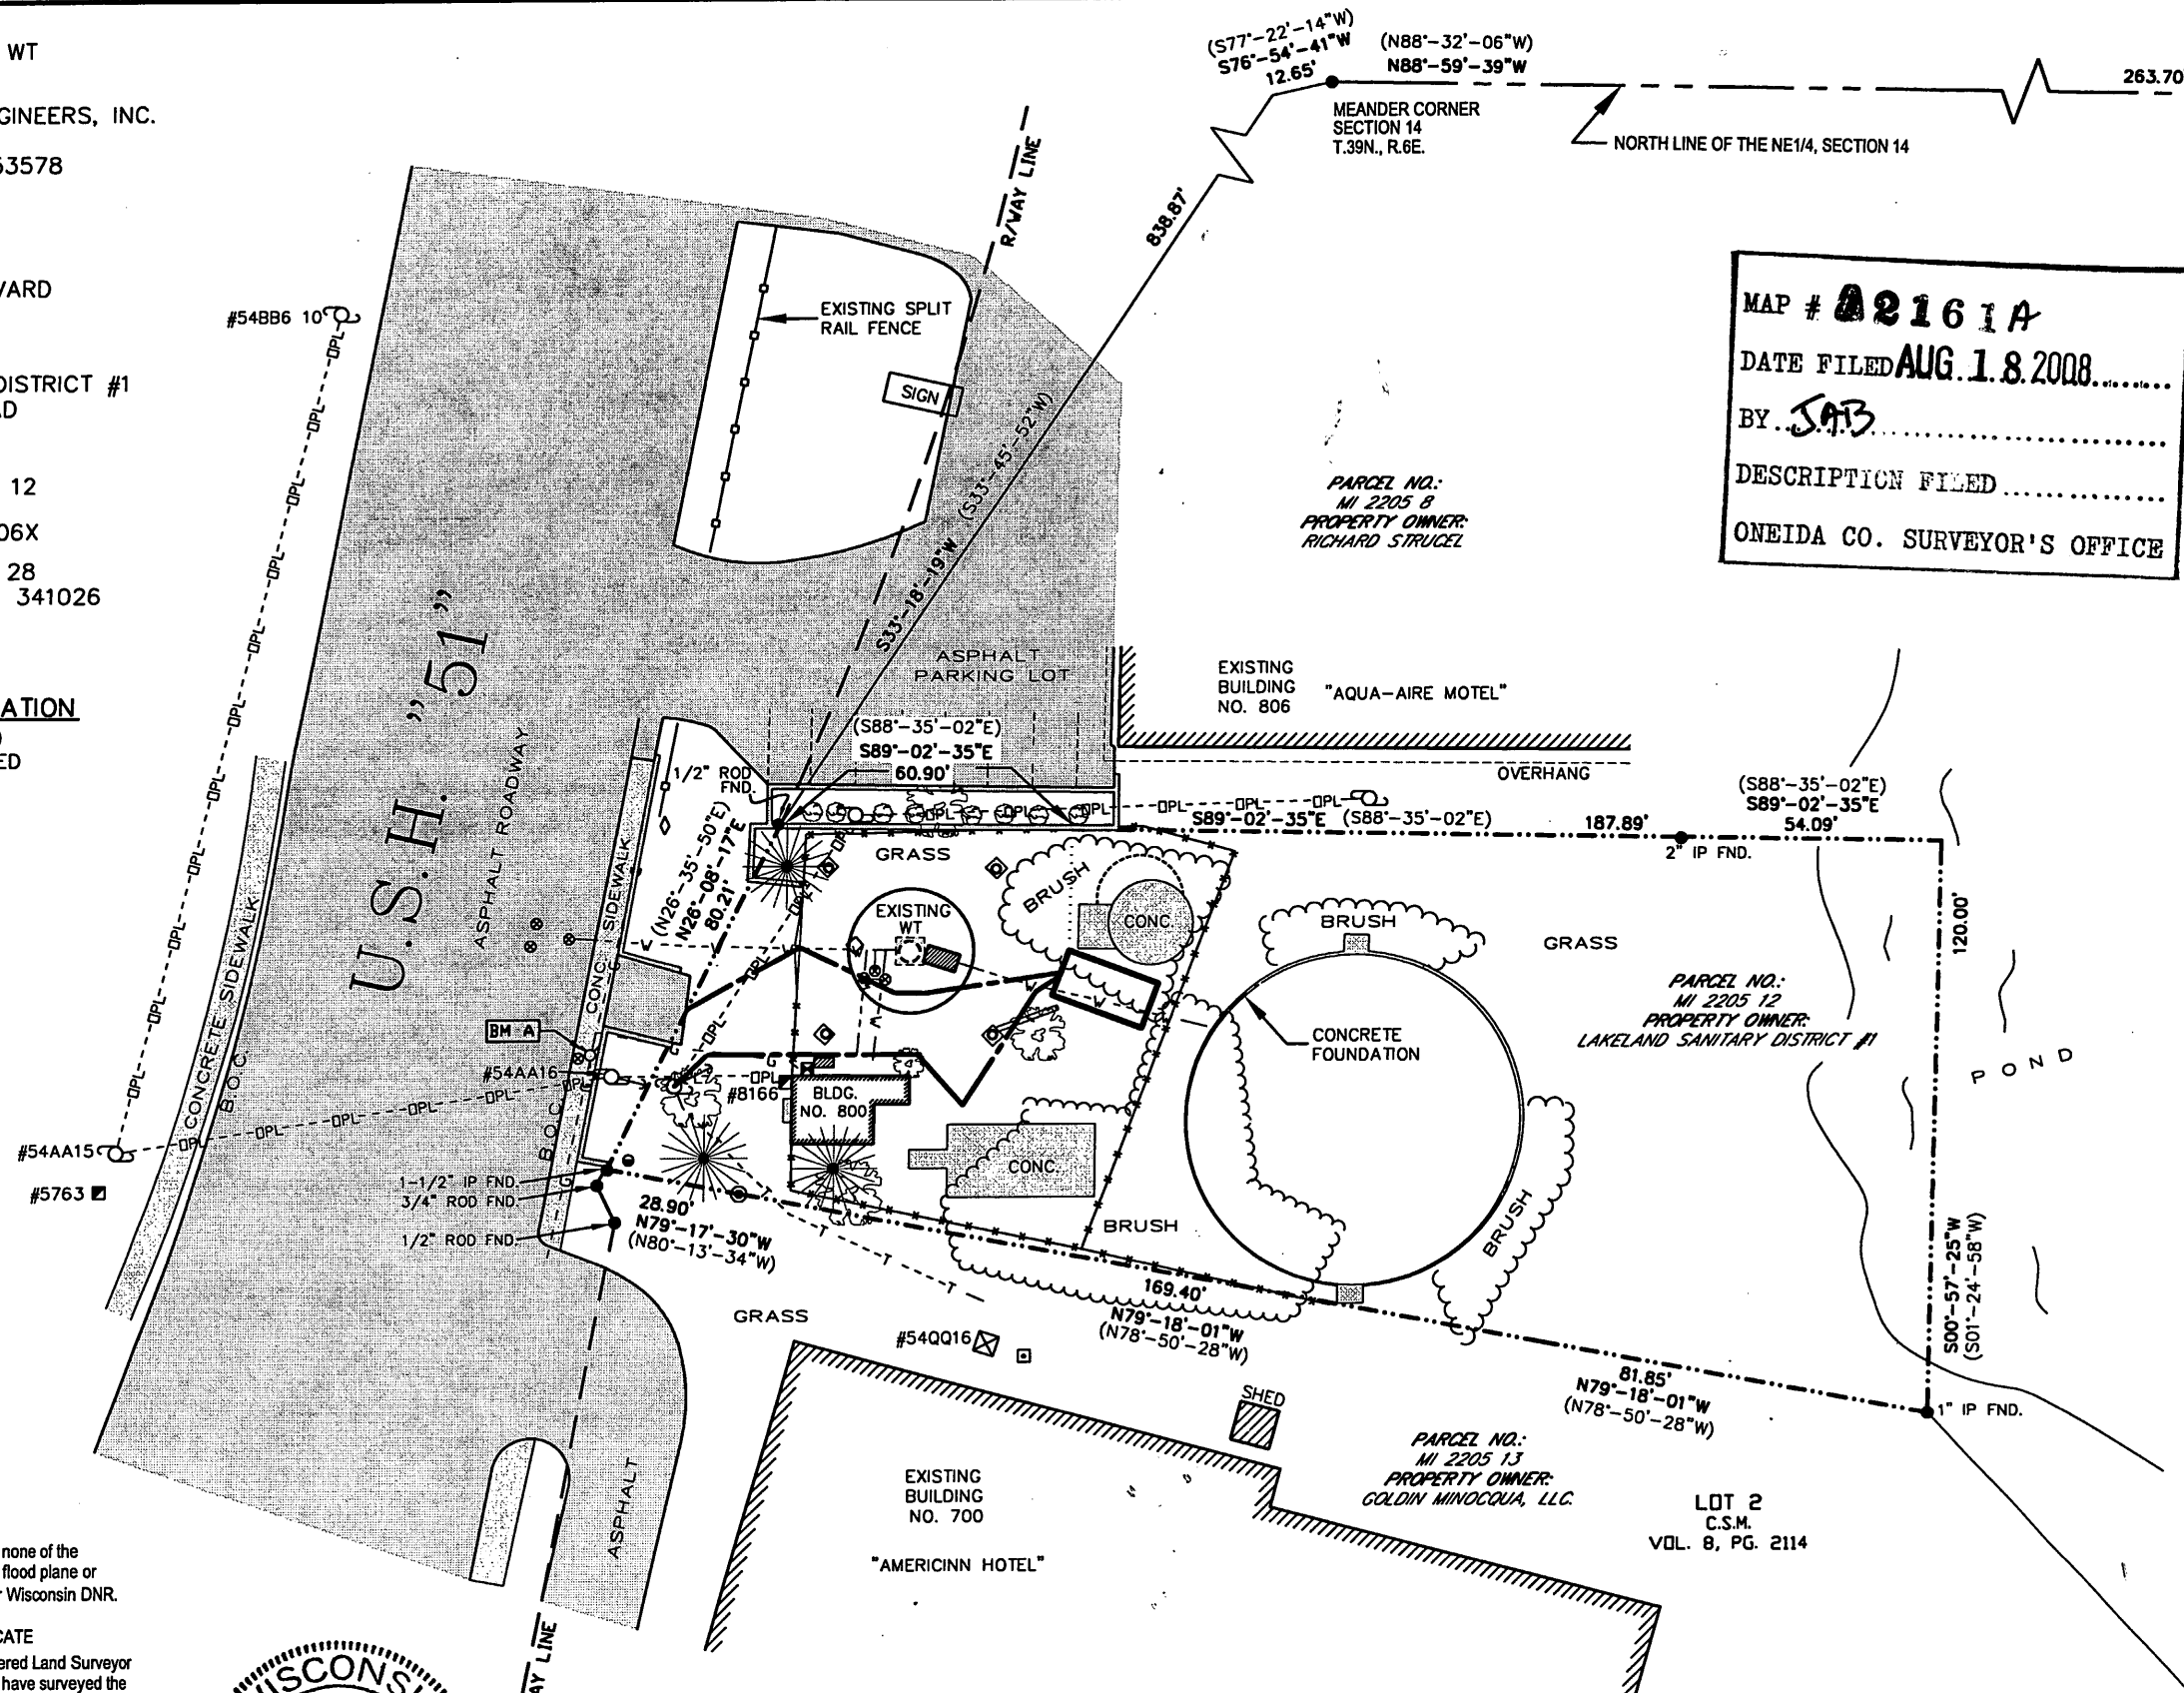 WT
GINEERS, INC.
53578
VARD
DISTRICT #1
12
06X
28
341026
ATION
ED
(S77°-22'-14"W)
S76°-54'-41"W
12.65'
(N88°-32'-06"W)
N88°-59'-39"W
263.70
MEANDER CORNER
SECTION 14
T.39N., R.6E.
NORTH LINE OF THE NE1/4, SECTION 14
R/WAY LINE
838.87'
MAP # A2161A
DATE FILED AUG. 18. 2008
BY JAB
DESCRIPTION FILED
ONEIDA CO. SURVEYOR'S OFFICE
#54BB6 10
EXISTING SPLIT
RAIL FENCE
SIGN
S33°-18'-19"W (S33°-45'-52"W)
PARCEL NO.:
MI 2205 8
PROPERTY OWNER:
RICHARD STRUCEL
U.S.H. "51"
ASPHALT ROADWAY
ASPHALT
PARKING LOT
EXISTING
BUILDING
NO. 806
"AQUA-AIRE MOTEL"
OVERHANG
(S88°-35'-02"E)
S89°-02'-35"E
60.90'
1/2" ROD
FND.
S89°-02'-35"E (S88°-35'-02"E)
187.89'
(S88°-35'-02"E)
S89°-02'-35"E
54.09'
2" IP FND.
120.00'
(N26°-35'-50"E)
N26°-08'-17"E
80.21'
CONC. SIDEWALK
GRASS
EXISTING
WT
BRUSH
CONC.
BRUSH
GRASS
CONCRETE
FOUNDATION
PARCEL NO.:
MI 2205 12
PROPERTY OWNER:
LAKELAND SANITARY DISTRICT #1
POND
CONCRETE SIDEWALK
B.O.C.
BM A
#54AA16
#8166
BLDG.
NO. 800
#54AA15
#5763
B.O.C.
1-1/2" IP FND.
3/4" ROD FND.
1/2" ROD FND.
28.90'
N79°-17'-30"W
(N80°-13'-34"W)
CONC.
BRUSH
BRUSH
169.40'
N79°-18'-01"W
(N78°-50'-28"W)
S00°-57'-25"W
(S01°-24'-58"W)
81.85'
N79°-18'-01"W
(N78°-50'-28"W)
1" IP FND.
GRASS
#54QQ16
SHED
PARCEL NO.:
MI 2205 13
PROPERTY OWNER:
GOLDIN MINOCQUA, LLC.
LOT 2
C.S.M.
VOL. 8, PG. 2114
EXISTING
BUILDING
NO. 700
"AMERICINN HOTEL"
ASPHALT
none of the
flood plane or
Wisconsin DNR.
CATE
ered Land Surveyor
have surveyed the
WISCONS
AY LINE